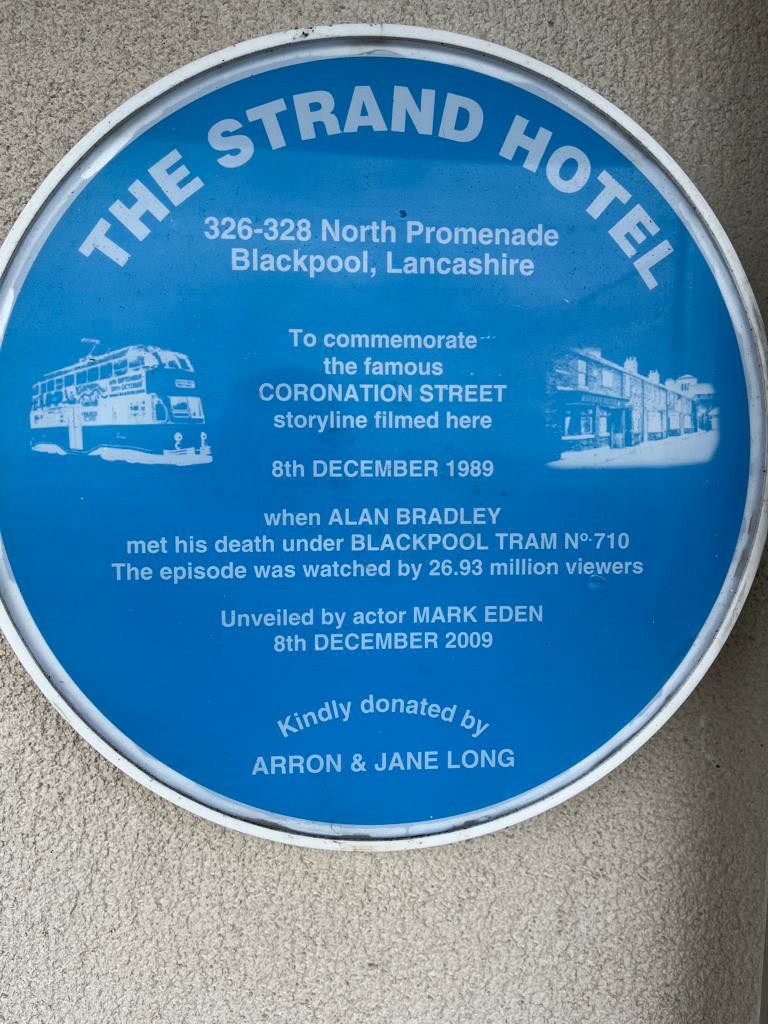 THE STRAND HOTEL
326-328 North Promenade
Blackpool, Lancashire
To commemorate
the famous
CORONATION STREET
storyline filmed here
8th DECEMBER 1989
when ALAN BRADLEY
met his death under BLACKPOOL TRAM Nº·710
The episode was watched by 26.93 million viewers
Unveiled by actor MARK EDEN
8th DECEMBER 2009
Kindly donated by
ARRON & JANE LONG